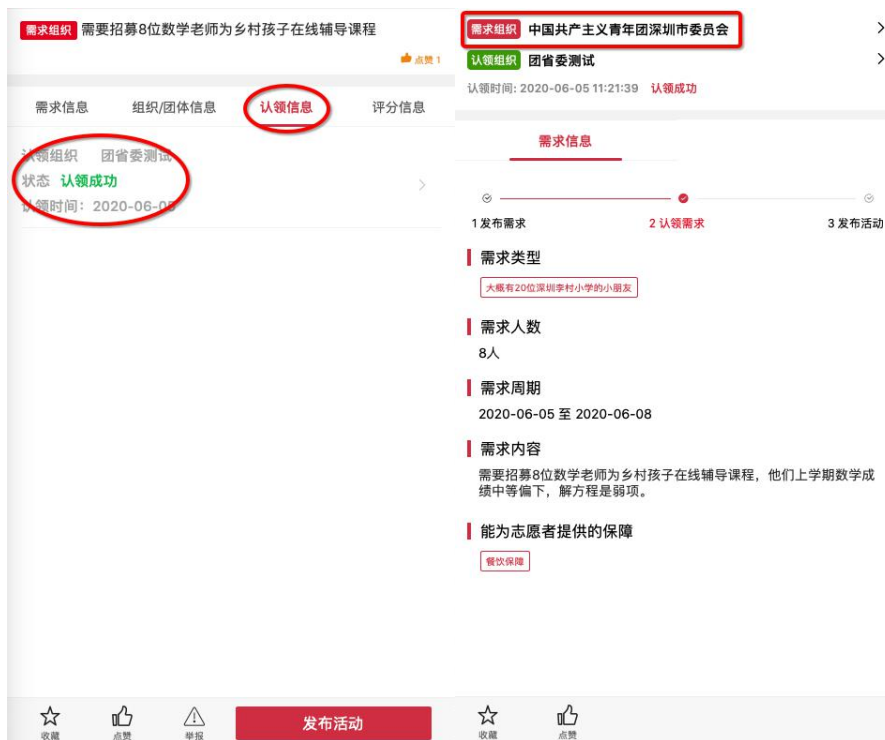 需求组织 需要招募8位数学老师为乡村孩子在线辅导课程
点赞 1
需求信息 组织/团体信息 认领信息 评分信息
认领组织 团省委测试
状态 认领成功
认领时间：2020-06-05
收藏 点赞 举报 发布活动
需求组织 中国共产主义青年团深圳市委员会
认领组织 团省委测试
认领时间: 2020-06-05 11:21:39 认领成功
需求信息
1 发布需求 2 认领需求 3 发布活动
需求类型
大概有20位深圳李村小学的小朋友
需求人数
8人
需求周期
2020-06-05 至 2020-06-08
需求内容
需要招募8位数学老师为乡村孩子在线辅导课程，他们上学期数学成
绩中等偏下，解方程是弱项。
能为志愿者提供的保障
餐饮保障
收藏 点赞